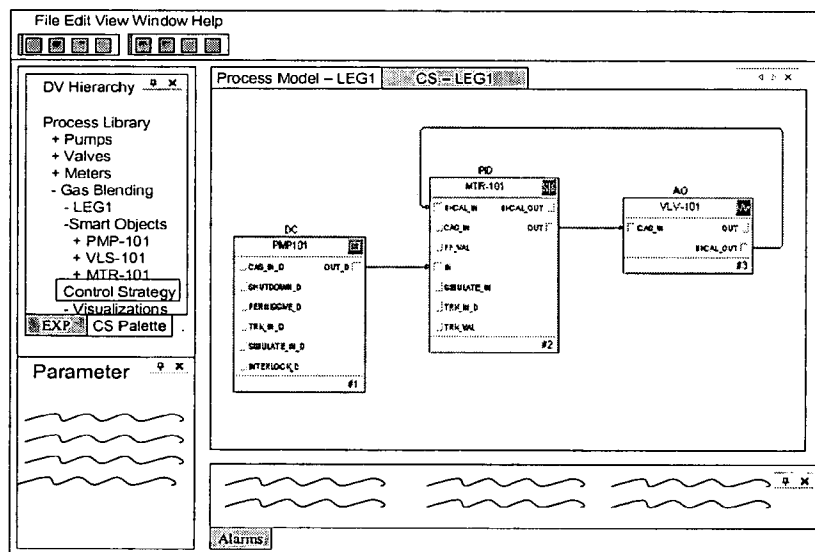 File Edit View Window Help
DV Hierarchy
Process Library
+ Pumps
+ Valves
+ Meters
- Gas Blending
- LEG1
-Smart Objects
+ PMP-101
+ VLS-101
+ MTR-101
Control Strategy
- Visualizations
EXP.
CS Palette
Parameter
Process Model – LEG1
CS – LEG1
DC
PMP101
CAS_IN_D OUT_D
SHUTDOWN_D
PERMISSIVE_D
TRK_IN_D
SIMULATE_IN_D
INTERLOCK_D
#1
PID
MTR-101
BKCAL_IN BKCAL_OUT
CAS_IN OUT
FF_VAL
IN
SIMULATE_IN
TRK_IN_D
TRK_VAL
#2
AO
VLV-101
CAS_IN OUT
BKCAL_OUT
#3
Alarms